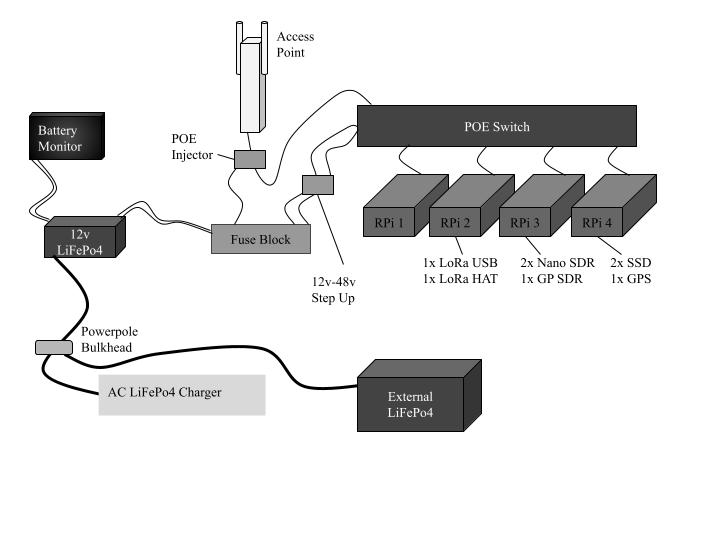 Access
Point
Battery
Monitor
POE
Injector
POE Switch
RPi 1
RPi 2
RPi 3
RPi 4
12v
LiFePo4
Fuse Block
1x LoRa USB
1x LoRa HAT
2x Nano SDR
1x GP SDR
2x SSD
1x GPS
12v-48v
Step Up
Powerpole
Bulkhead
AC LiFePo4 Charger
External
LiFePo4